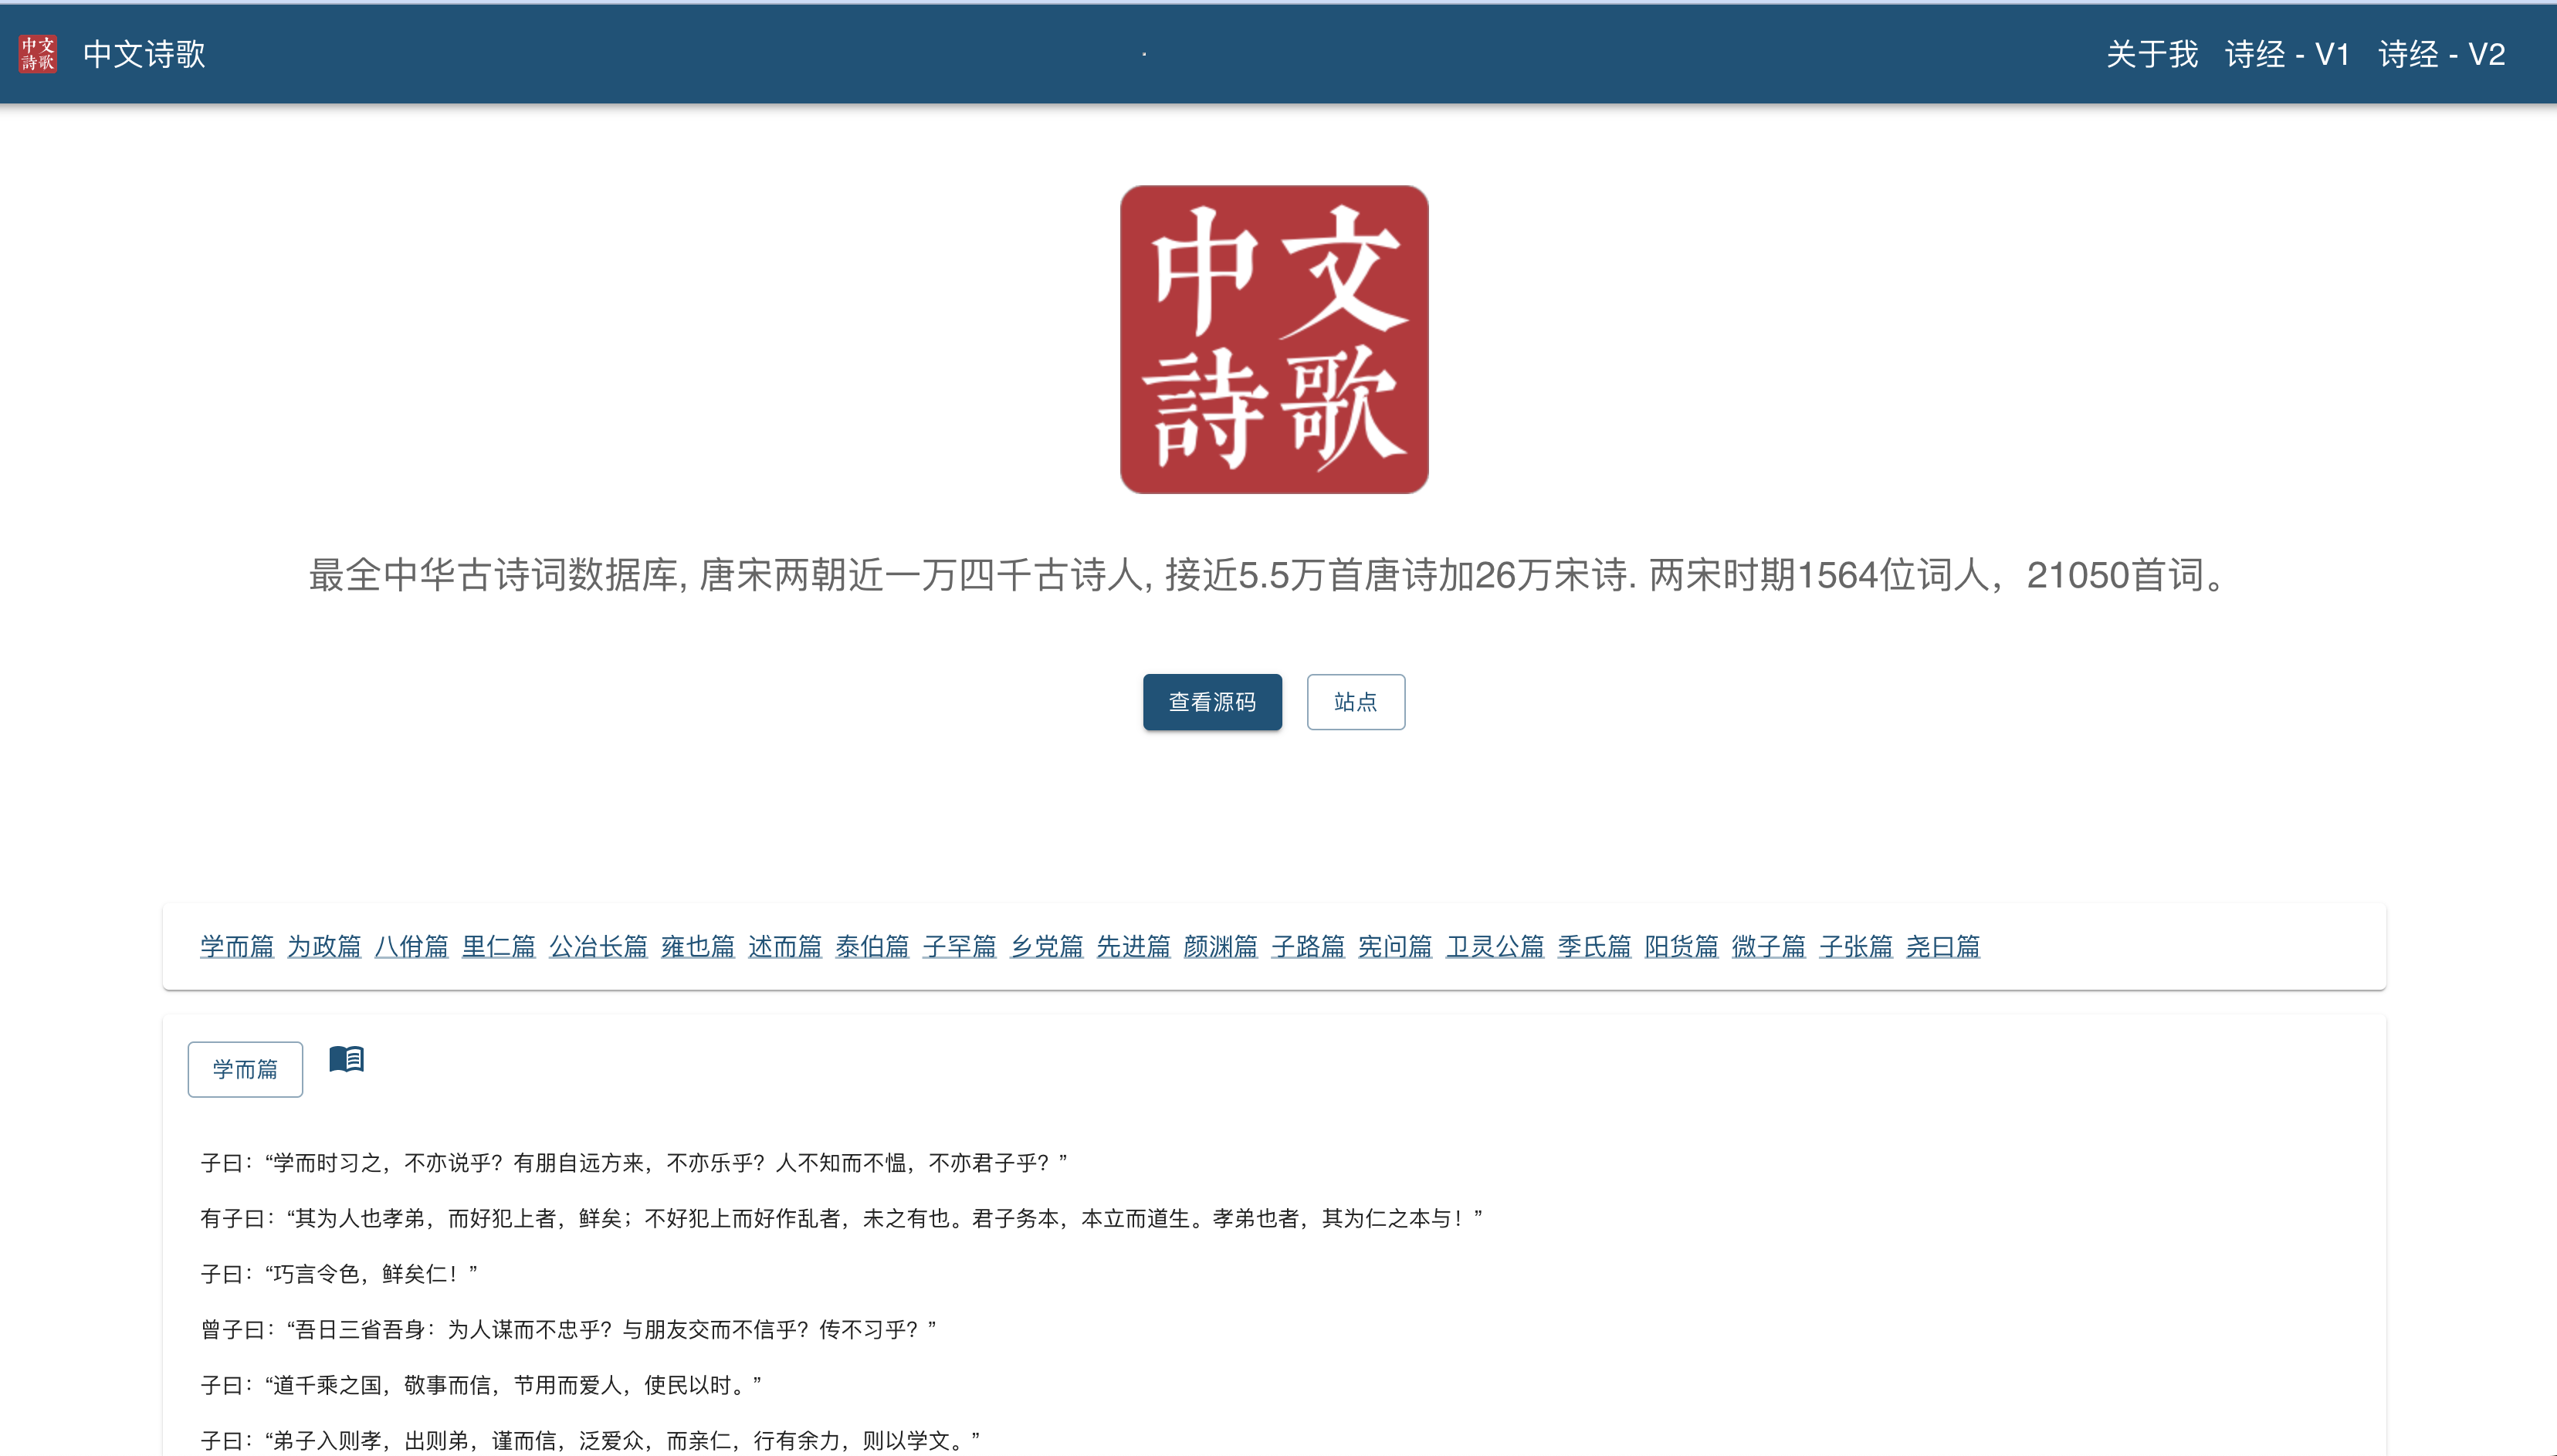 中文詩歌 中文诗歌 · 关于我 诗经 - V1 诗经 - V2
中文
詩歌
最全中华古诗词数据库, 唐宋两朝近一万四千古诗人, 接近5.5万首唐诗加26万宋诗. 两宋时期1564位词人，21050首词。
查看源码 站点
学而篇 为政篇 八佾篇 里仁篇 公冶长篇 雍也篇 述而篇 泰伯篇 子罕篇 乡党篇 先进篇 颜渊篇 子路篇 宪问篇 卫灵公篇 季氏篇 阳货篇 微子篇 子张篇 尧曰篇
学而篇
子曰：“学而时习之，不亦说乎？有朋自远方来，不亦乐乎？人不知而不愠，不亦君子乎？”
有子曰：“其为人也孝弟，而好犯上者，鲜矣；不好犯上而好作乱者，未之有也。君子务本，本立而道生。孝弟也者，其为仁之本与！”
子曰：“巧言令色，鲜矣仁！”
曾子曰：“吾日三省吾身：为人谋而不忠乎？与朋友交而不信乎？传不习乎？”
子曰：“道千乘之国，敬事而信，节用而爱人，使民以时。”
子曰：“弟子入则孝，出则弟，谨而信，泛爱众，而亲仁，行有余力，则以学文。”